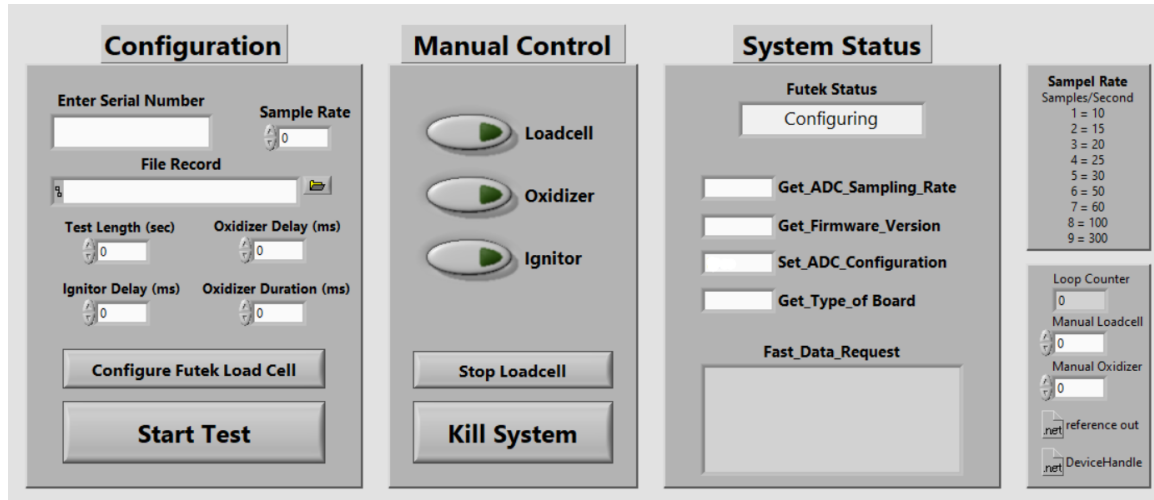 Configuration
Enter Serial Number
Sample Rate
0
File Record
Test Length (sec)
Oxidizer Delay (ms)
0
0
Ignitor Delay (ms)
Oxidizer Duration (ms)
0
0
Configure Futek Load Cell
Start Test
Manual Control
Loadcell
Oxidizer
Ignitor
Stop Loadcell
Kill System
System Status
Futek Status
Configuring
Get_ADC_Sampling_Rate
Get_Firmware_Version
Set_ADC_Configuration
Get_Type_of Board
Fast_Data_Request
Sampel Rate
Samples/Second
1 = 10
2 = 15
3 = 20
4 = 25
5 = 30
6 = 50
7 = 60
8 = 100
9 = 300
Loop Counter
0
Manual Loadcell
0
Manual Oxidizer
0
.net reference out
.net DeviceHandle